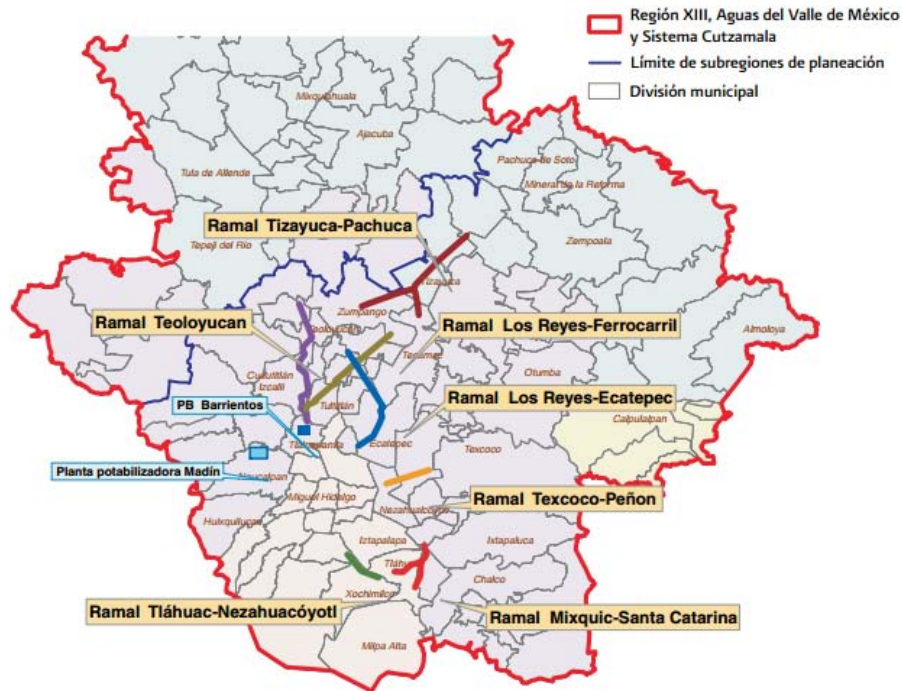 Región XIII, Aguas del Valle de México
y Sistema Cutzamala
Límite de subregiones de planeación
División municipal
Mixquiahuala
Ajacuba
Pachuca de Soto
Tula de Allende
Mineral de la Reforma
Ramal Tizayuca-Pachuca
Tepeji del Río
Zempoala
Tizayuca
Zumpango
Ramal Teoloyucan
Teoloyucan
Ramal Los Reyes-Ferrocarril
Almoloya
Tecámac
Cuautitlán
Izcalli
Otumba
Ramal Los Reyes-Ecatepec
PB Barrientos
Tultitlán
Calpulalpan
Tlalnepantla
Ecatepec
Texcoco
Planta potabilizadora Madín
Naucalpan
Miguel Hidalgo
Ramal Texcoco-Peñon
Nezahualcóyotl
Huixquilucan
Iztapalapa
Ixtapaluca
Tláhuac
Chalco
Xochimilco
Ramal Tláhuac-Nezahuacóyotl
Ramal Mixquic-Santa Catarina
Milpa Alta